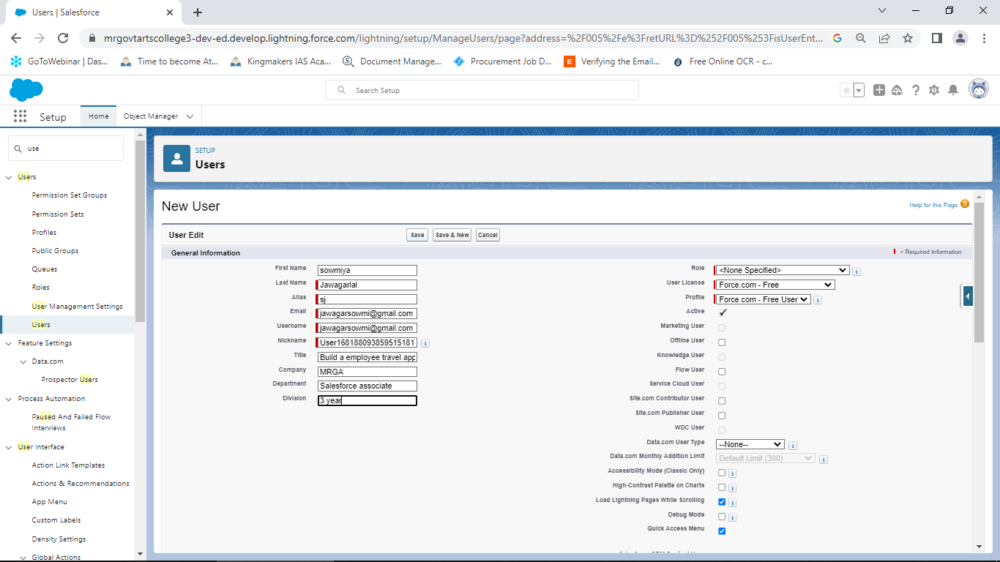 Users | Salesforce
mrgovtartscollege3-dev-ed.develop.lightning.force.com/lightning/setup/ManageUsers/page?address=%2F005%2Fe%3FretURL%3D%252F005%253FisUserEnt...
GoToWebinar | Das...
Time to become At...
Kingmakers IAS Aca...
Document Manage...
Procurement Job D...
Verifying the Email...
Free Online OCR - c...
Search Setup
Setup
Home
Object Manager
use
Users
Permission Set Groups
Permission Sets
Profiles
Public Groups
Queues
Roles
User Management Settings
Users
Feature Settings
Data.com
Prospector Users
Process Automation
Paused And Failed Flow
Interviews
User Interface
Action Link Templates
Actions & Recommendations
App Menu
Custom Labels
Density Settings
Global Actions
SETUP
Users
New User
Help for this Page
User Edit
Save
Save & New
Cancel
General Information
= Required Information
First Name sowmiya
Last Name Jawagarlal
Alias sj
Email jawagarsowmi@gmail.com
Username jawagarsowmi@gmail.com
Nickname User168188093859515181
Title Build a employee travel app
Company MRGA
Department Salesforce associate
Division 3 year
Role <None Specified>
User License Force.com - Free
Profile Force.com - Free User
Active
Marketing User
Offline User
Knowledge User
Flow User
Service Cloud User
Site.com Contributor User
Site.com Publisher User
WDC User
Data.com User Type --None--
Data.com Monthly Addition Limit Default Limit (300)
Accessibility Mode (Classic Only)
High-Contrast Palette on Charts
Load Lightning Pages While Scrolling
Debug Mode
Quick Access Menu